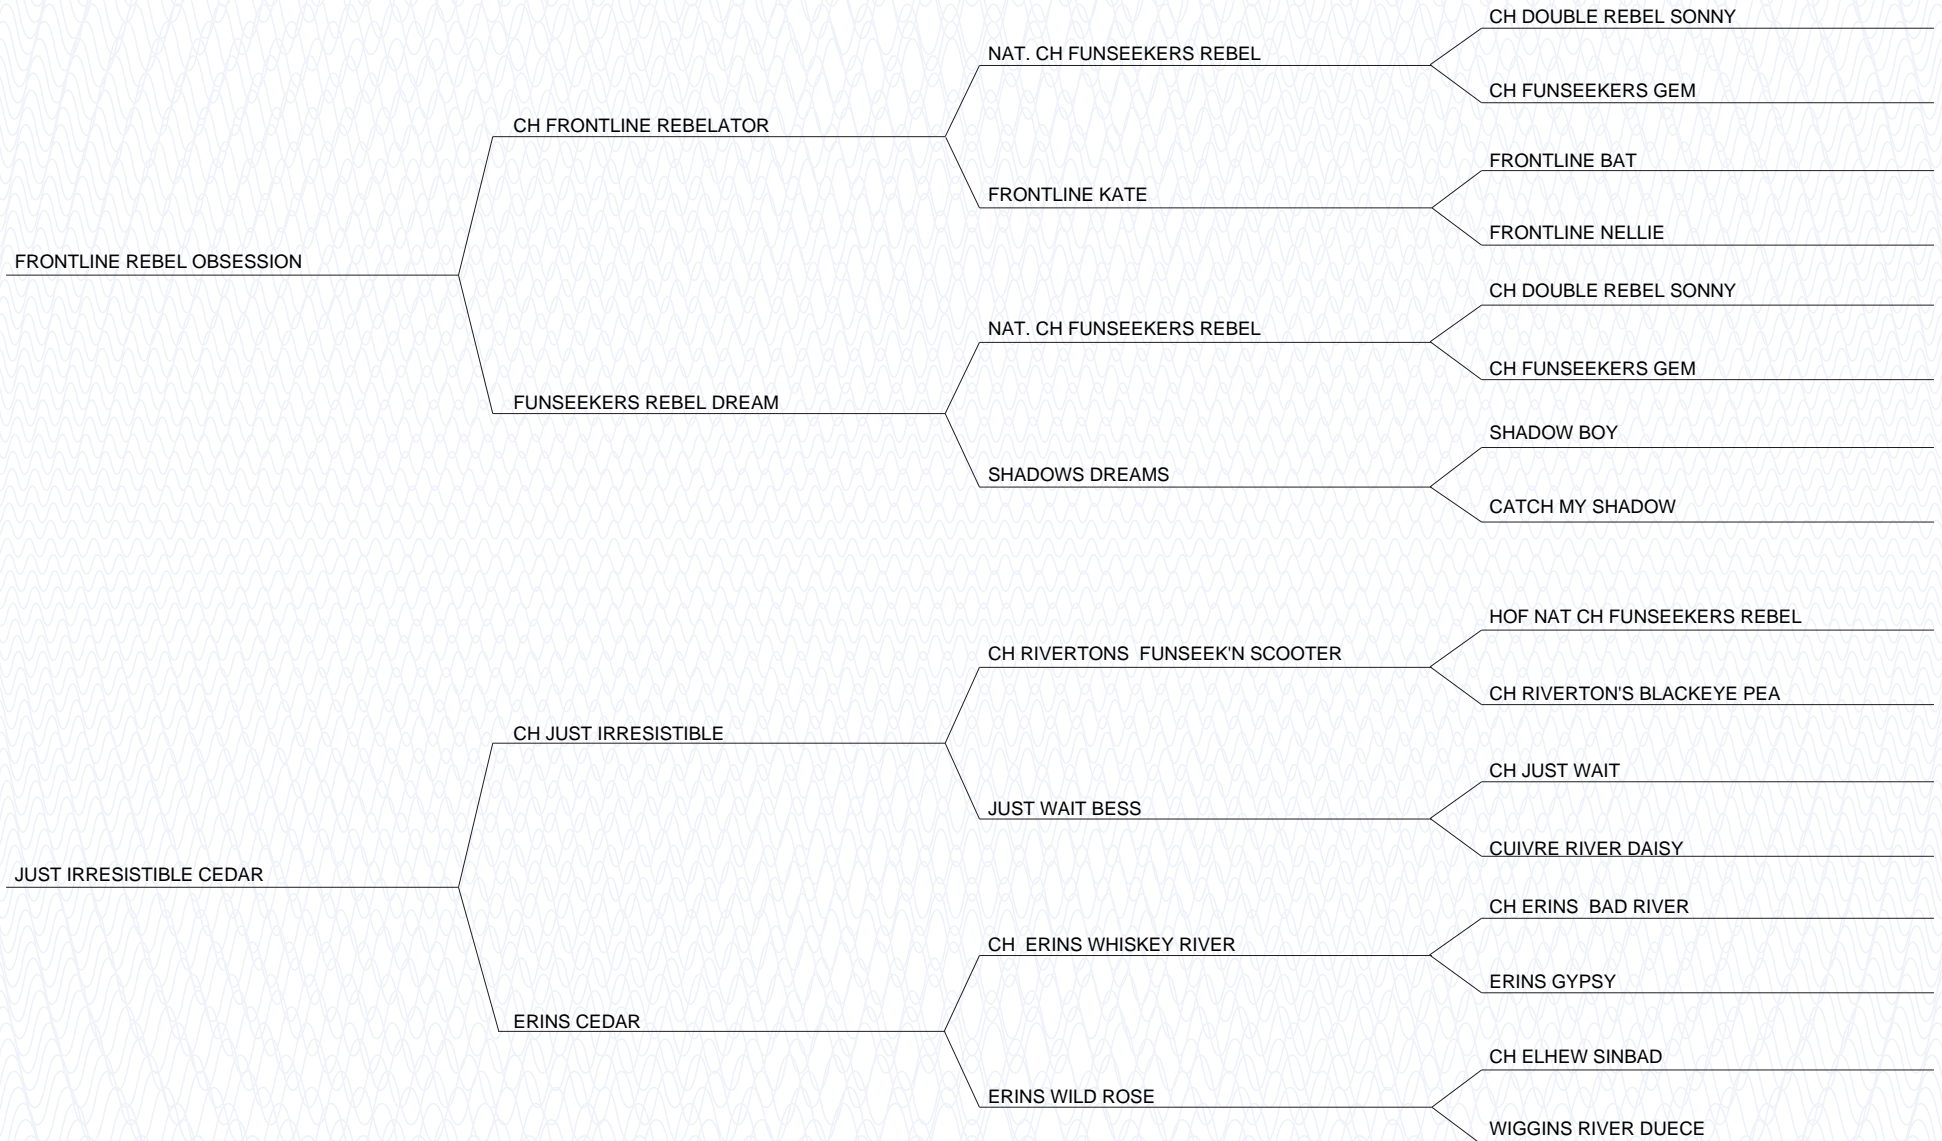 CH DOUBLE REBEL SONNY
NAT. CH FUNSEEKERS REBEL
CH FUNSEEKERS GEM
CH FRONTLINE REBELATOR
FRONTLINE BAT
FRONTLINE KATE
FRONTLINE NELLIE
FRONTLINE REBEL OBSESSION
CH DOUBLE REBEL SONNY
NAT. CH FUNSEEKERS REBEL
CH FUNSEEKERS GEM
FUNSEEKERS REBEL DREAM
SHADOW BOY
SHADOWS DREAMS
CATCH MY SHADOW
HOF NAT CH FUNSEEKERS REBEL
CH RIVERTONS  FUNSEEK'N SCOOTER
CH RIVERTON'S BLACKEYE PEA
CH JUST IRRESISTIBLE
CH JUST WAIT
JUST WAIT BESS
CUIVRE RIVER DAISY
JUST IRRESISTIBLE CEDAR
CH ERINS  BAD RIVER
CH  ERINS WHISKEY RIVER
ERINS GYPSY
ERINS CEDAR
CH ELHEW SINBAD
ERINS WILD ROSE
WIGGINS RIVER DUECE